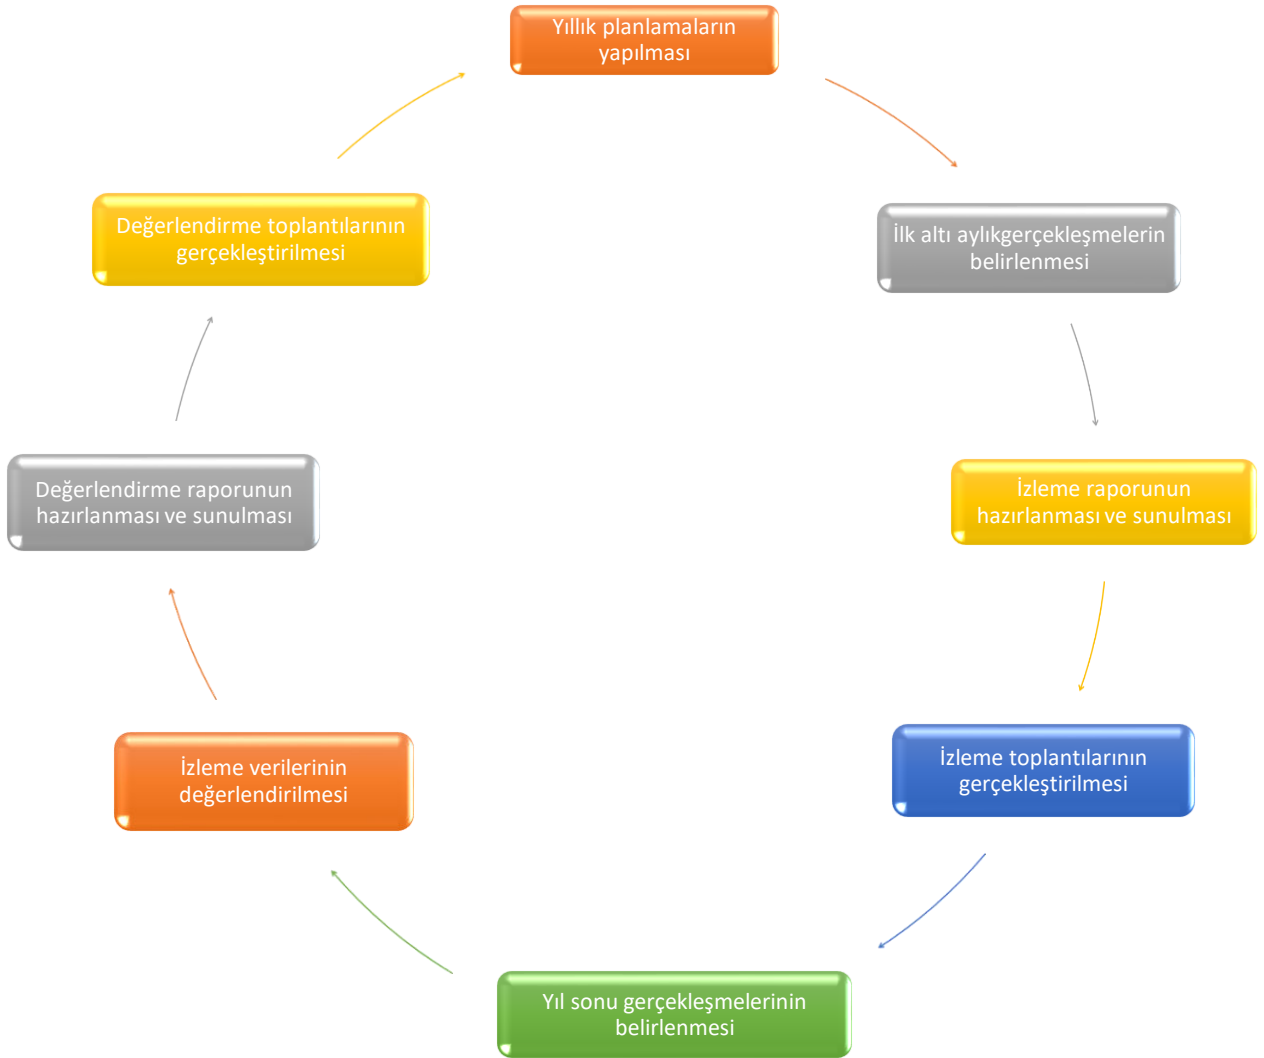 Yıllık planlamaların
yapılması
İlk altı aylıkgerçekleşmelerin
belirlenmesi
İzleme raporunun
hazırlanması ve sunulması
İzleme toplantılarının
gerçekleştirilmesi
Yıl sonu gerçekleşmelerinin
belirlenmesi
İzleme verilerinin
değerlendirilmesi
Değerlendirme raporunun
hazırlanması ve sunulması
Değerlendirme toplantılarının
gerçekleştirilmesi